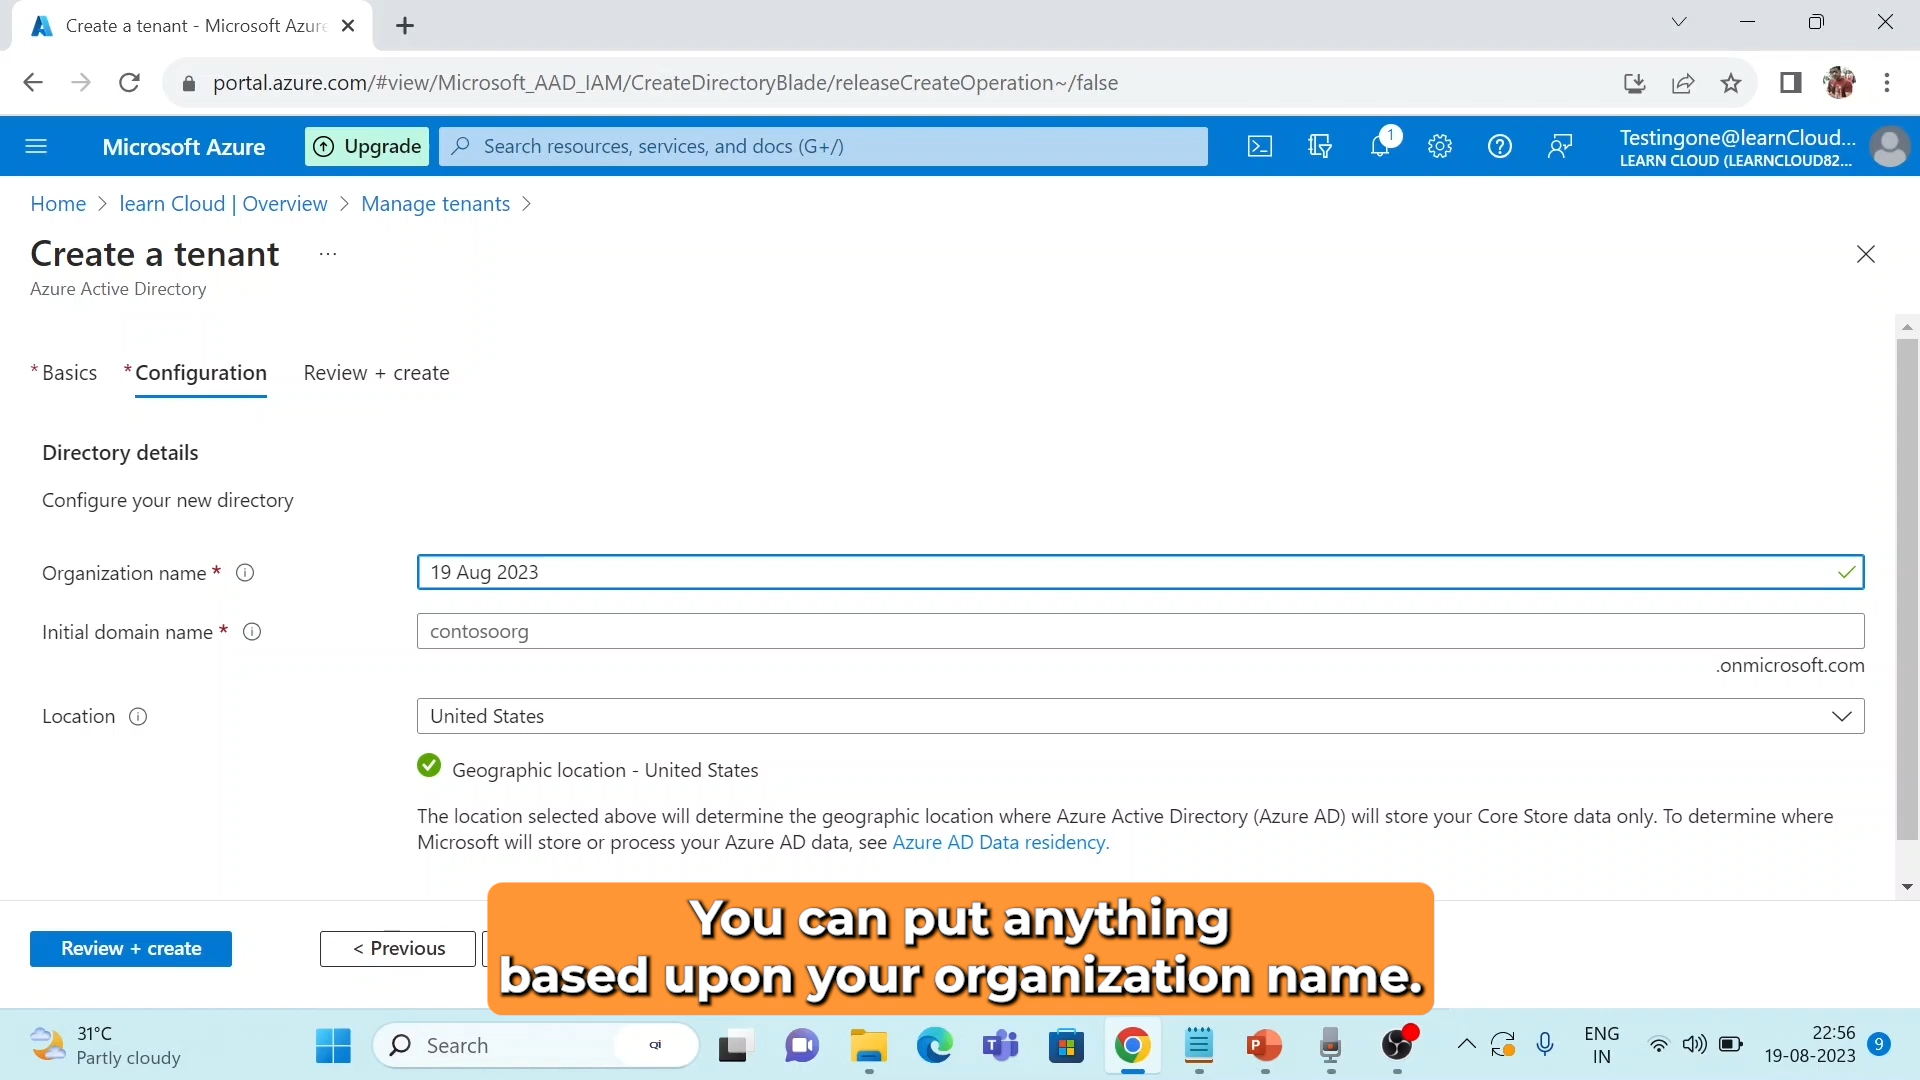 Create a tenant - Microsoft Azure
portal.azure.com/#view/Microsoft_AAD_IAM/CreateDirectoryBlade/releaseCreateOperation~/false
Microsoft Azure
Upgrade
Search resources, services, and docs (G+/)
1
Testingone@learnCloud...
LEARN CLOUD (LEARNCLOUD82...
Home > learn Cloud | Overview > Manage tenants >
Create a tenant ...
Azure Active Directory
* Basics * Configuration Review + create
Directory details
Configure your new directory
Organization name *
19 Aug 2023
Initial domain name *
contosoorg
.onmicrosoft.com
Location
United States
Geographic location - United States
The location selected above will determine the geographic location where Azure Active Directory (Azure AD) will store your Core Store data only. To determine where
Microsoft will store or process your Azure AD data, see Azure AD Data residency.
Review + create
< Previous
You can put anything
based upon your organization name.
31°C
Partly cloudy
Search
ENG
IN
22:56
19-08-2023
9